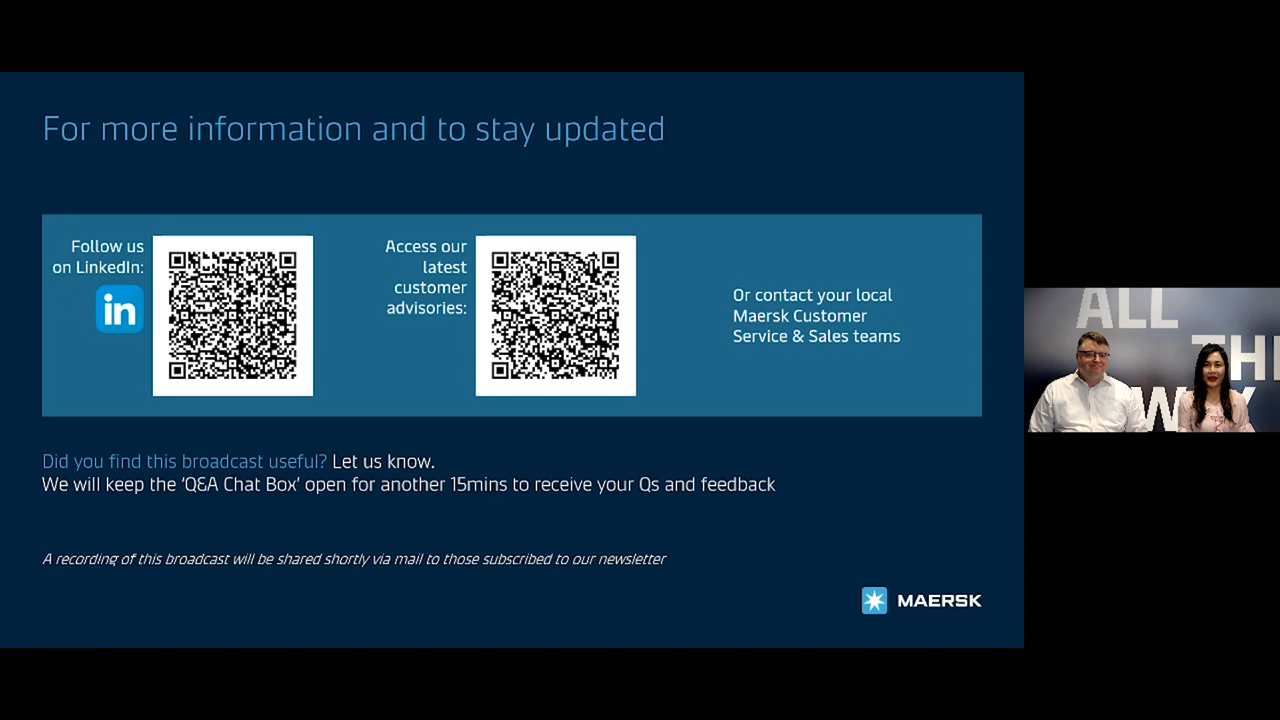 For more information and to stay updated
Follow us
on LinkedIn:
in
Access our
latest
customer
advisories:
Or contact your local
Maersk Customer
Service & Sales teams
Did you find this broadcast useful? Let us know.
We will keep the ‘Q&A Chat Box’ open for another 15mins to receive your Qs and feedback
A recording of this broadcast will be shared shortly via mail to those subscribed to our newsletter
MAERSK
ALL